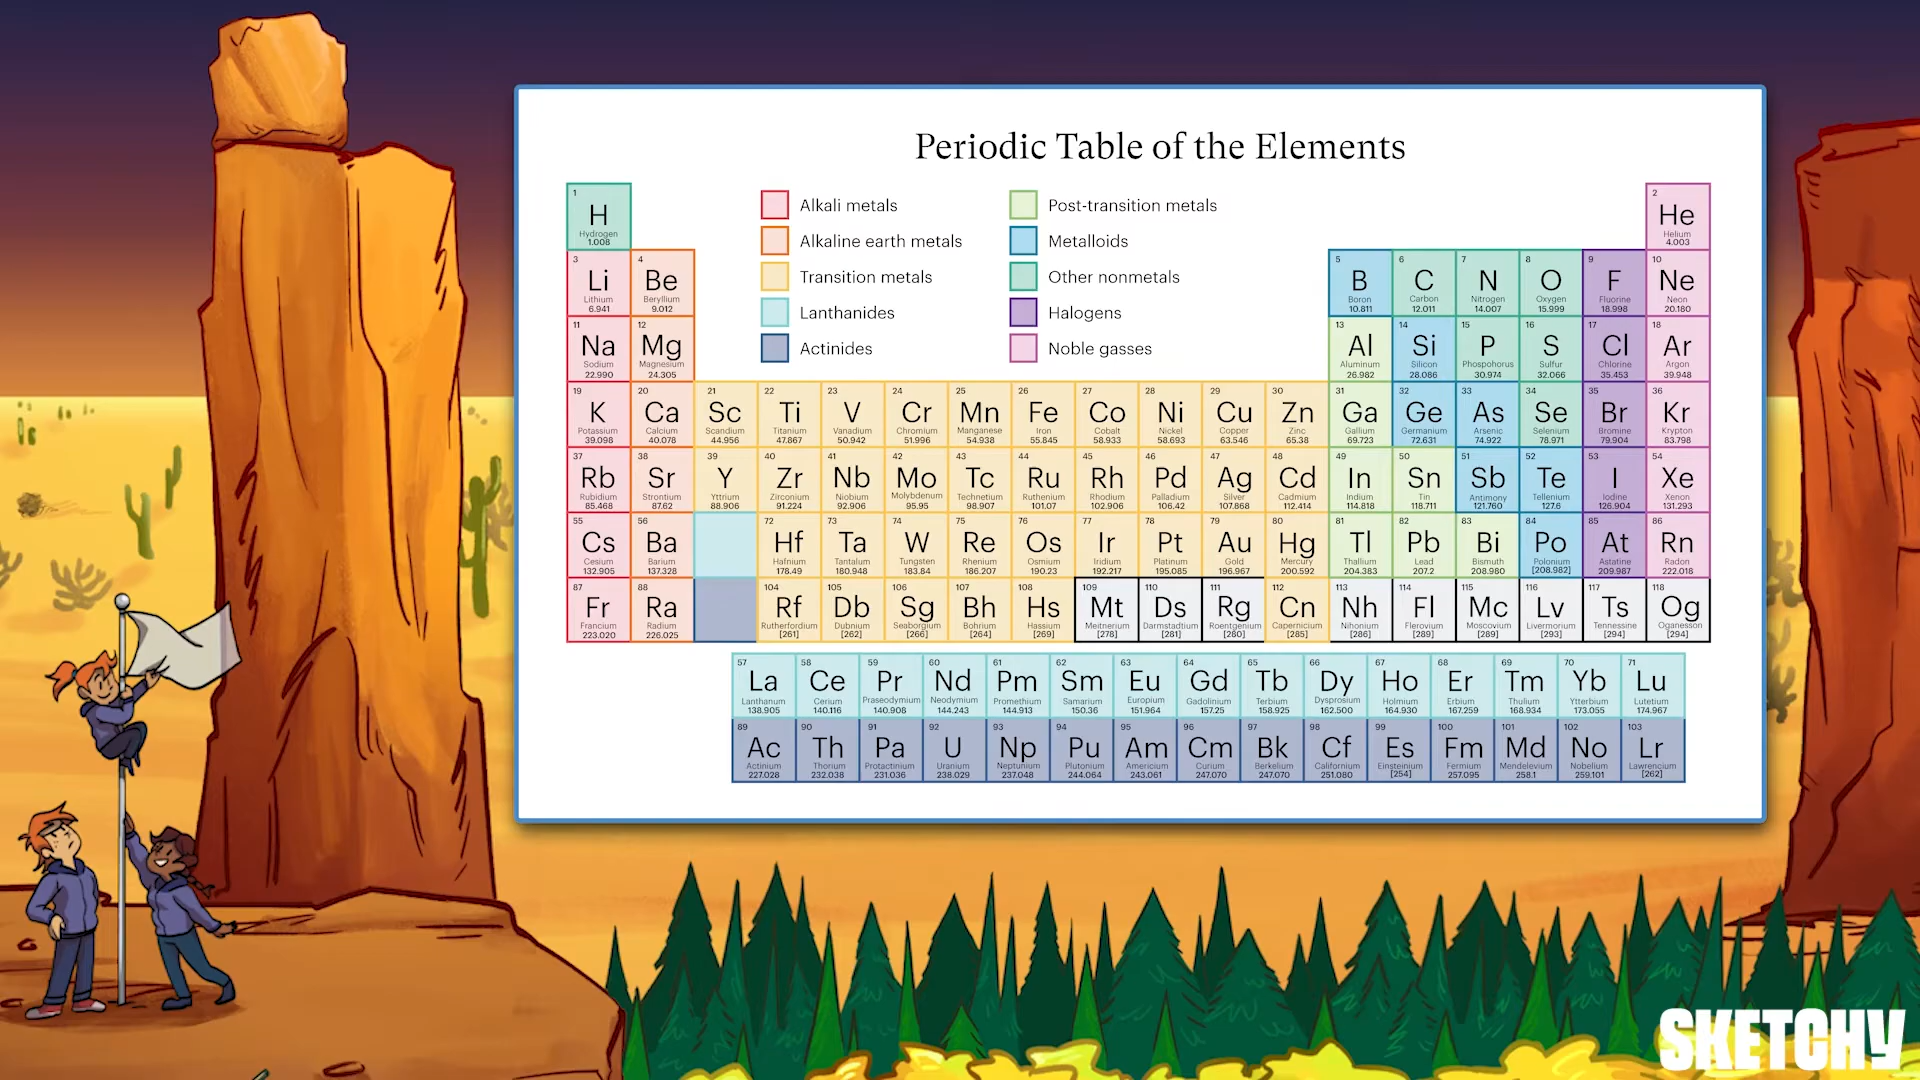 Periodic Table of the Elements
Alkali metals
Alkaline earth metals
Transition metals
Lanthanides
Actinides
Post-transition metals
Metalloids
Other nonmetals
Halogens
Noble gasses
1 H Hydrogen 1.008
2 He Helium 4.003
3 Li Lithium 6.941
4 Be Beryllium 9.012
5 B Boron 10.811
6 C Carbon 12.011
7 N Nitrogen 14.007
8 O Oxygen 15.999
9 F Fluorine 18.998
10 Ne Neon 20.180
11 Na Sodium 22.990
12 Mg Magnesium 24.305
13 Al Aluminum 26.982
14 Si Silicon 28.086
15 P Phospohorus 30.974
16 S Sulfur 32.066
17 Cl Chlorine 35.453
18 Ar Argon 39.948
19 K Potassium 39.098
20 Ca Calcium 40.078
21 Sc Scandium 44.956
22 Ti Titanium 47.867
23 V Vanadium 50.942
24 Cr Chromium 51.996
25 Mn Manganese 54.938
26 Fe Iron 55.845
27 Co Cobalt 58.933
28 Ni Nickel 58.693
29 Cu Copper 63.546
30 Zn Zinc 65.38
31 Ga Gallium 69.723
32 Ge Germanium 72.631
33 As Arsenic 74.922
34 Se Selenium 78.971
35 Br Bromine 79.904
36 Kr Krypton 83.798
37 Rb Rubidium 85.468
38 Sr Strontium 87.62
39 Y Yttrium 88.906
40 Zr Zirconium 91.224
41 Nb Niobium 92.906
42 Mo Molybdenum 95.95
43 Tc Technetium 98.907
44 Ru Ruthenium 101.07
45 Rh Rhodium 102.906
46 Pd Palladium 106.42
47 Ag Silver 107.868
48 Cd Cadmium 112.414
49 In Indium 114.818
50 Sn Tin 118.711
51 Sb Antimony 121.760
52 Te Tellenium 127.6
53 I Iodine 126.904
54 Xe Xenon 131.293
55 Cs Cesium 132.905
56 Ba Barium 137.328
72 Hf Hafnium 178.49
73 Ta Tantalum 180.948
74 W Tungsten 183.84
75 Re Rhenium 186.207
76 Os Osmium 190.23
77 Ir Iridium 192.217
78 Pt Platinum 195.085
79 Au Gold 196.967
80 Hg Mercury 200.592
81 Tl Thallium 204.383
82 Pb Lead 207.2
83 Bi Bismuth 208.980
84 Po Polonium [208.982]
85 At Astatine 209.987
86 Rn Radon 222.018
87 Fr Francium 223.020
88 Ra Radium 226.025
104 Rf Rutherfordium [261]
105 Db Dubnium [262]
106 Sg Seaborgium [266]
107 Bh Bohrium [264]
108 Hs Hassium [269]
109 Mt Meitnerium [278]
110 Ds Darmstadtium [281]
111 Rg Roentgenium [280]
112 Cn Capernicium [285]
113 Nh Nihonium [286]
114 Fl Flerovium [289]
115 Mc Moscovium [289]
116 Lv Livermorium [293]
117 Ts Tennessine [294]
118 Og Oganesson [294]
57 La Lanthanum 138.905
58 Ce Cerium 140.116
59 Pr Praseodymium 140.908
60 Nd Neodymium 144.243
61 Pm Promethium 144.913
62 Sm Samarium 150.36
63 Eu Europium 151.964
64 Gd Gadolinium 157.25
65 Tb Terbium 158.925
66 Dy Dysprosium 162.500
67 Ho Holmium 164.930
68 Er Erbium 167.259
69 Tm Thulium 168.934
70 Yb Ytterbium 173.055
71 Lu Lutetium 174.967
89 Ac Actinium 227.028
90 Th Thorium 232.038
91 Pa Protactinium 231.036
92 U Uranium 238.029
93 Np Neptunium 237.048
94 Pu Plutonium 244.064
95 Am Americium 243.061
96 Cm Curium 247.070
97 Bk Berkelium 247.070
98 Cf Californium 251.080
99 Es Einsteinium [254]
100 Fm Fermium 257.095
101 Md Mendelevium 258.1
102 No Nobelium 259.101
103 Lr Lawrencium [262]
SKETCHY